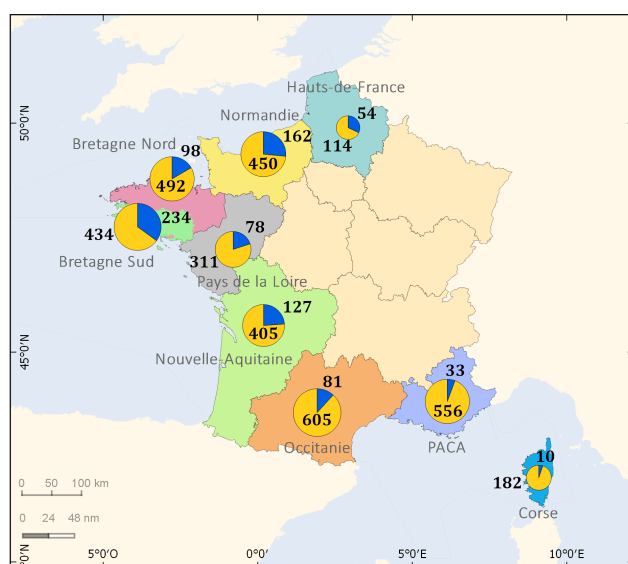 Hauts-de-France
54
50°0'N
Normandie
162
114
Bretagne Nord
98
450
492
234
78
434
311
Bretagne Sud
Pays de la Loire
127
45°0'N
405
Nouvelle-Aquitaine
33
81
605
556
Occitanie
PACA
10
182
0 50 100 km
Corse
0 24 48 nm
°0'N
5°0'O
0°0'
5°0'E
10°0'E